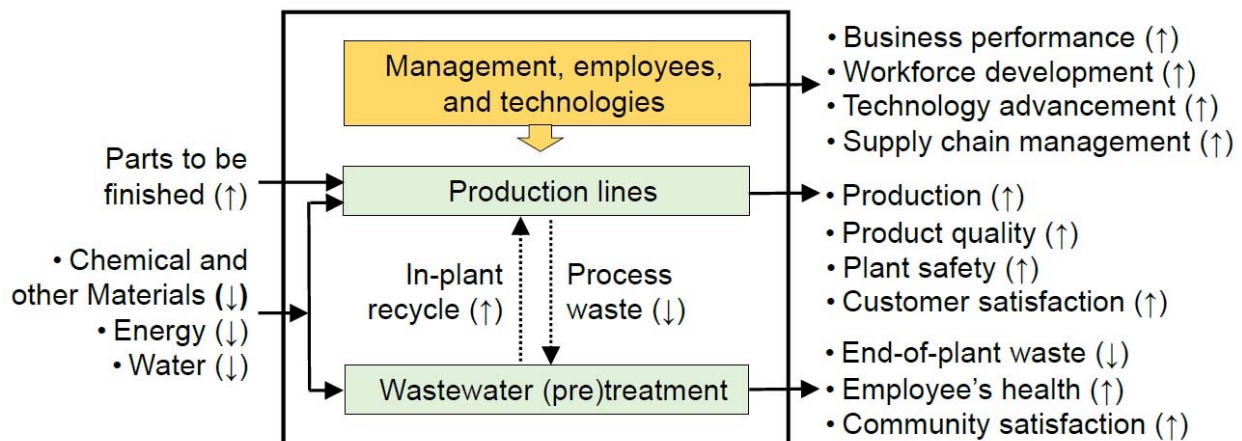 Management, employees,
and technologies
• Business performance (↑)
• Workforce development (↑)
• Technology advancement (↑)
• Supply chain management (↑)
Parts to be
finished (↑)
Production lines
• Production (↑)
• Product quality (↑)
• Plant safety (↑)
• Customer satisfaction (↑)
• Chemical and
other Materials (↓)
• Energy (↓)
• Water (↓)
In-plant
recycle (↑)
Process
waste (↓)
Wastewater (pre)treatment
• End-of-plant waste (↓)
• Employee’s health (↑)
• Community satisfaction (↑)